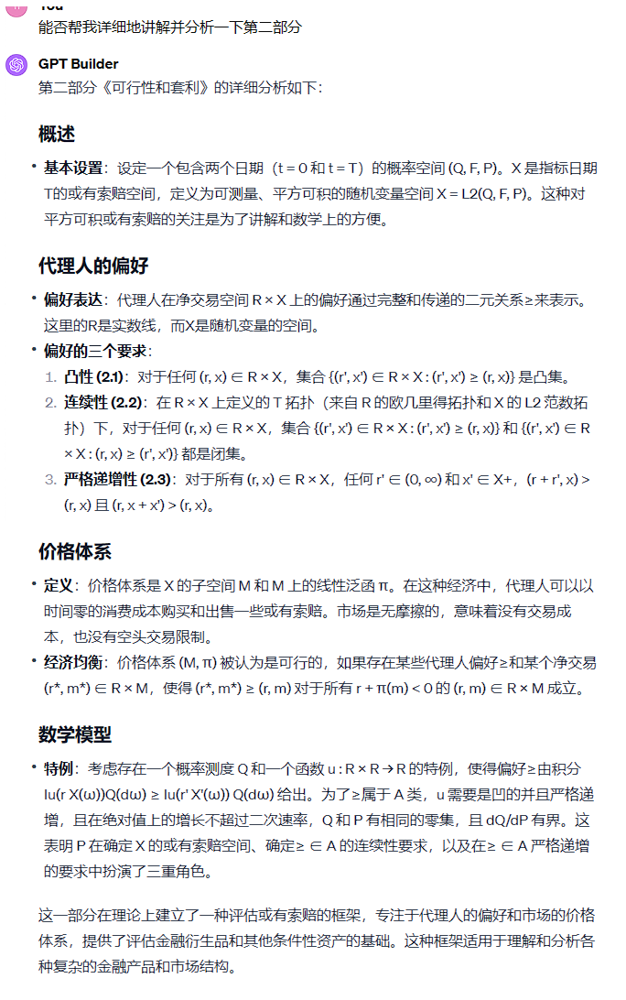 You
能否帮我详细地讲解并分析一下第二部分
GPT Builder
第二部分《可行性和套利》的详细分析如下：
概述
• 基本设置：设定一个包含两个日期（t = 0 和 t = T）的概率空间 (Q, F, P)。X 是指标日期
T的或有索赔空间，定义为可测量、平方可积的随机变量空间 X = L2(Q, F, P)。这种对
平方可积或有索赔的关注是为了讲解和数学上的方便。
代理人的偏好
• 偏好表达：代理人在净交易空间 R × X 上的偏好通过完整和传递的二元关系≥来表示。
这里的R是实数线，而X是随机变量的空间。
• 偏好的三个要求：
1. 凸性 (2.1)：对于任何 (r, x) ∈ R × X，集合 {(r', x') ∈ R × X : (r', x') ≥ (r, x)} 是凸集。
2. 连续性 (2.2)：在 R × X 上定义的 T 拓扑（来自 R 的欧几里得拓扑和 X 的 L2 范数拓
扑）下，对于任何 (r, x) ∈ R × X，集合 {(r', x') ∈ R × X : (r', x') ≥ (r, x)} 和 {(r', x') ∈ R
× X : (r, x) ≥ (r', x')} 都是闭集。
3. 严格递增性 (2.3)：对于所有 (r, x) ∈ R × X，任何 r' ∈ (0, ∞) 和 x' ∈ X+，(r + r', x) >
(r, x) 且 (r, x + x') > (r, x)。
价格体系
• 定义：价格体系是 X 的子空间 M 和 M 上的线性泛函 π。在这种经济中，代理人可以以
时间零的消费成本购买和出售一些或有索赔。市场是无摩擦的，意味着没有交易成
本，也没有空头交易限制。
• 经济均衡：价格体系 (M, π) 被认为是可行的，如果存在某些代理人偏好≥和某个净交易
(r*, m*) ∈ R × M，使得 (r*, m*) ≥ (r, m) 对于所有 r + π(m) < 0 的 (r, m) ∈ R × M 成立。
数学模型
• 特例：考虑存在一个概率测度 Q 和一个函数 u : R × R → R 的特例，使得偏好≥由积分
Iu(r X(ω))Q(dω) ≥ Iu(r' X'(ω)) Q(dω) 给出。为了≥属于 A 类，u 需要是凹的并且严格递
增，且在绝对值上的增长不超过二次速率，Q 和 P 有相同的零集，且 dQ/dP 有界。这
表明 P 在确定 X 的或有索赔空间、确定≥ ∈ A 的连续性要求，以及在≥ ∈ A 严格递增
的要求中扮演了三重角色。
这一部分在理论上建立了一种评估或有索赔的框架，专注于代理人的偏好和市场的价格
体系，提供了评估金融衍生品和其他条件性资产的基础。这种框架适用于理解和分析各
种复杂的金融产品和市场结构。